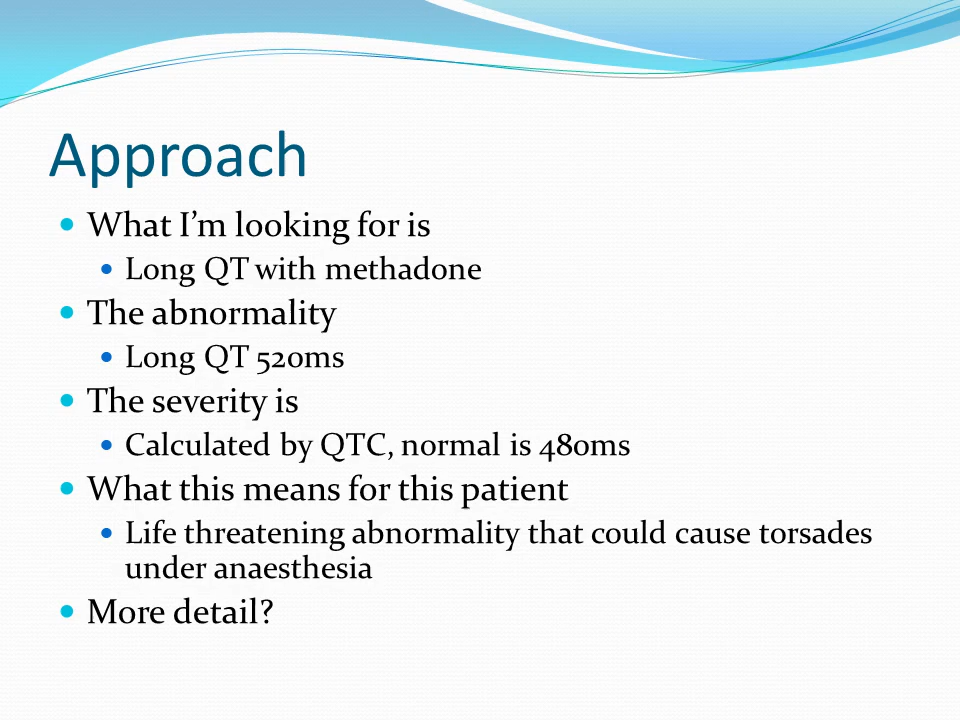 Approach
What I’m looking for is
Long QT with methadone
The abnormality
Long QT 520ms
The severity is
Calculated by QTC, normal is 480ms
What this means for this patient
Life threatening abnormality that could cause torsades
under anaesthesia
More detail?